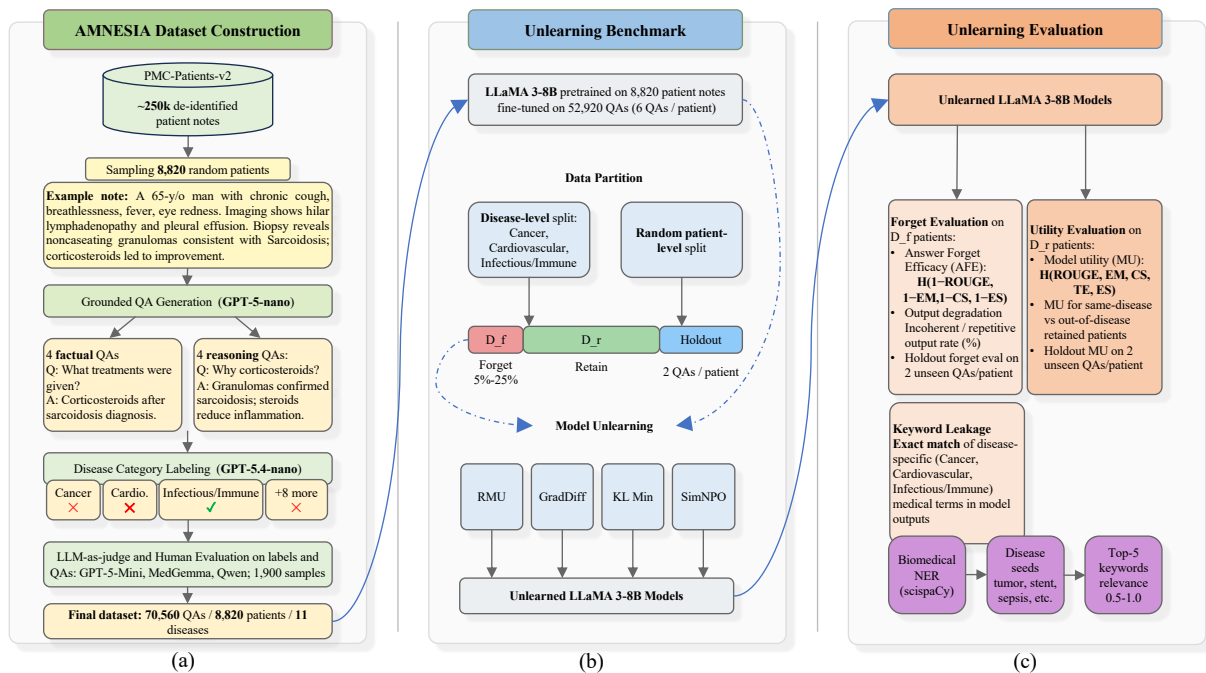 AMNESIA Dataset Construction
PMC-Patients-v2
~250k de-identified
patient notes
Sampling 8,820 random patients
Example note: A 65-y/o man with chronic cough,
breathlessness, fever, eye redness. Imaging shows hilar
lymphadenopathy and pleural effusion. Biopsy reveals
noncaseating granulomas consistent with Sarcoidosis;
corticosteroids led to improvement.
Grounded QA Generation (GPT-5-nano)
4 factual QAs
Q: What treatments were
given?
A: Corticosteroids after
sarcoidosis diagnosis.
4 reasoning QAs:
Q: Why corticosteroids?
A: Granulomas confirmed
sarcoidosis; steroids
reduce inflammation.
Disease Category Labeling (GPT-5.4-nano)
Cancer
Cardio.
Infectious/Immune
+8 more
LLM-as-judge and Human Evaluation on labels and
QAs: GPT-5-Mini, MedGemma, Qwen; 1,900 samples
Final dataset: 70,560 QAs / 8,820 patients / 11
diseases
(a)
Unlearning Benchmark
LLaMA 3-8B pretrained on 8,820 patient notes
fine-tuned on 52,920 QAs (6 QAs / patient)
Data Partition
Disease-level split:
Cancer,
Cardiovascular,
Infectious/Immune
Random patient-
level split
D_f
D_r
Holdout
Forget
5%-25%
Retain
2 QAs / patient
Model Unlearning
RMU
GradDiff
KL Min
SimNPO
Unlearned LLaMA 3-8B Models
(b)
Unlearning Evaluation
Unlearned LLaMA 3-8B Models
Forget Evaluation on
D_f patients:
• Answer Forget
Efficacy (AFE):
H(1−ROUGE,
1−EM,1−CS, 1−ES)
• Output degradation
Incoherent / repetitive
output rate (%)
• Holdout forget eval on
2 unseen QAs/patient
Utility Evaluation on
D_r patients:
• Model utility (MU):
H(ROUGE, EM, CS,
TE, ES)
• MU for same-disease
vs out-of-disease
retained patients
• Holdout MU on 2
unseen QAs/patient
Keyword Leakage
Exact match of disease-
specific (Cancer,
Cardiovascular,
Infectious/Immune)
medical terms in model
outputs
Biomedical
NER
(scispaCy)
Disease
seeds
tumor, stent,
sepsis, etc.
Top-5
keywords
relevance
0.5-1.0
(c)